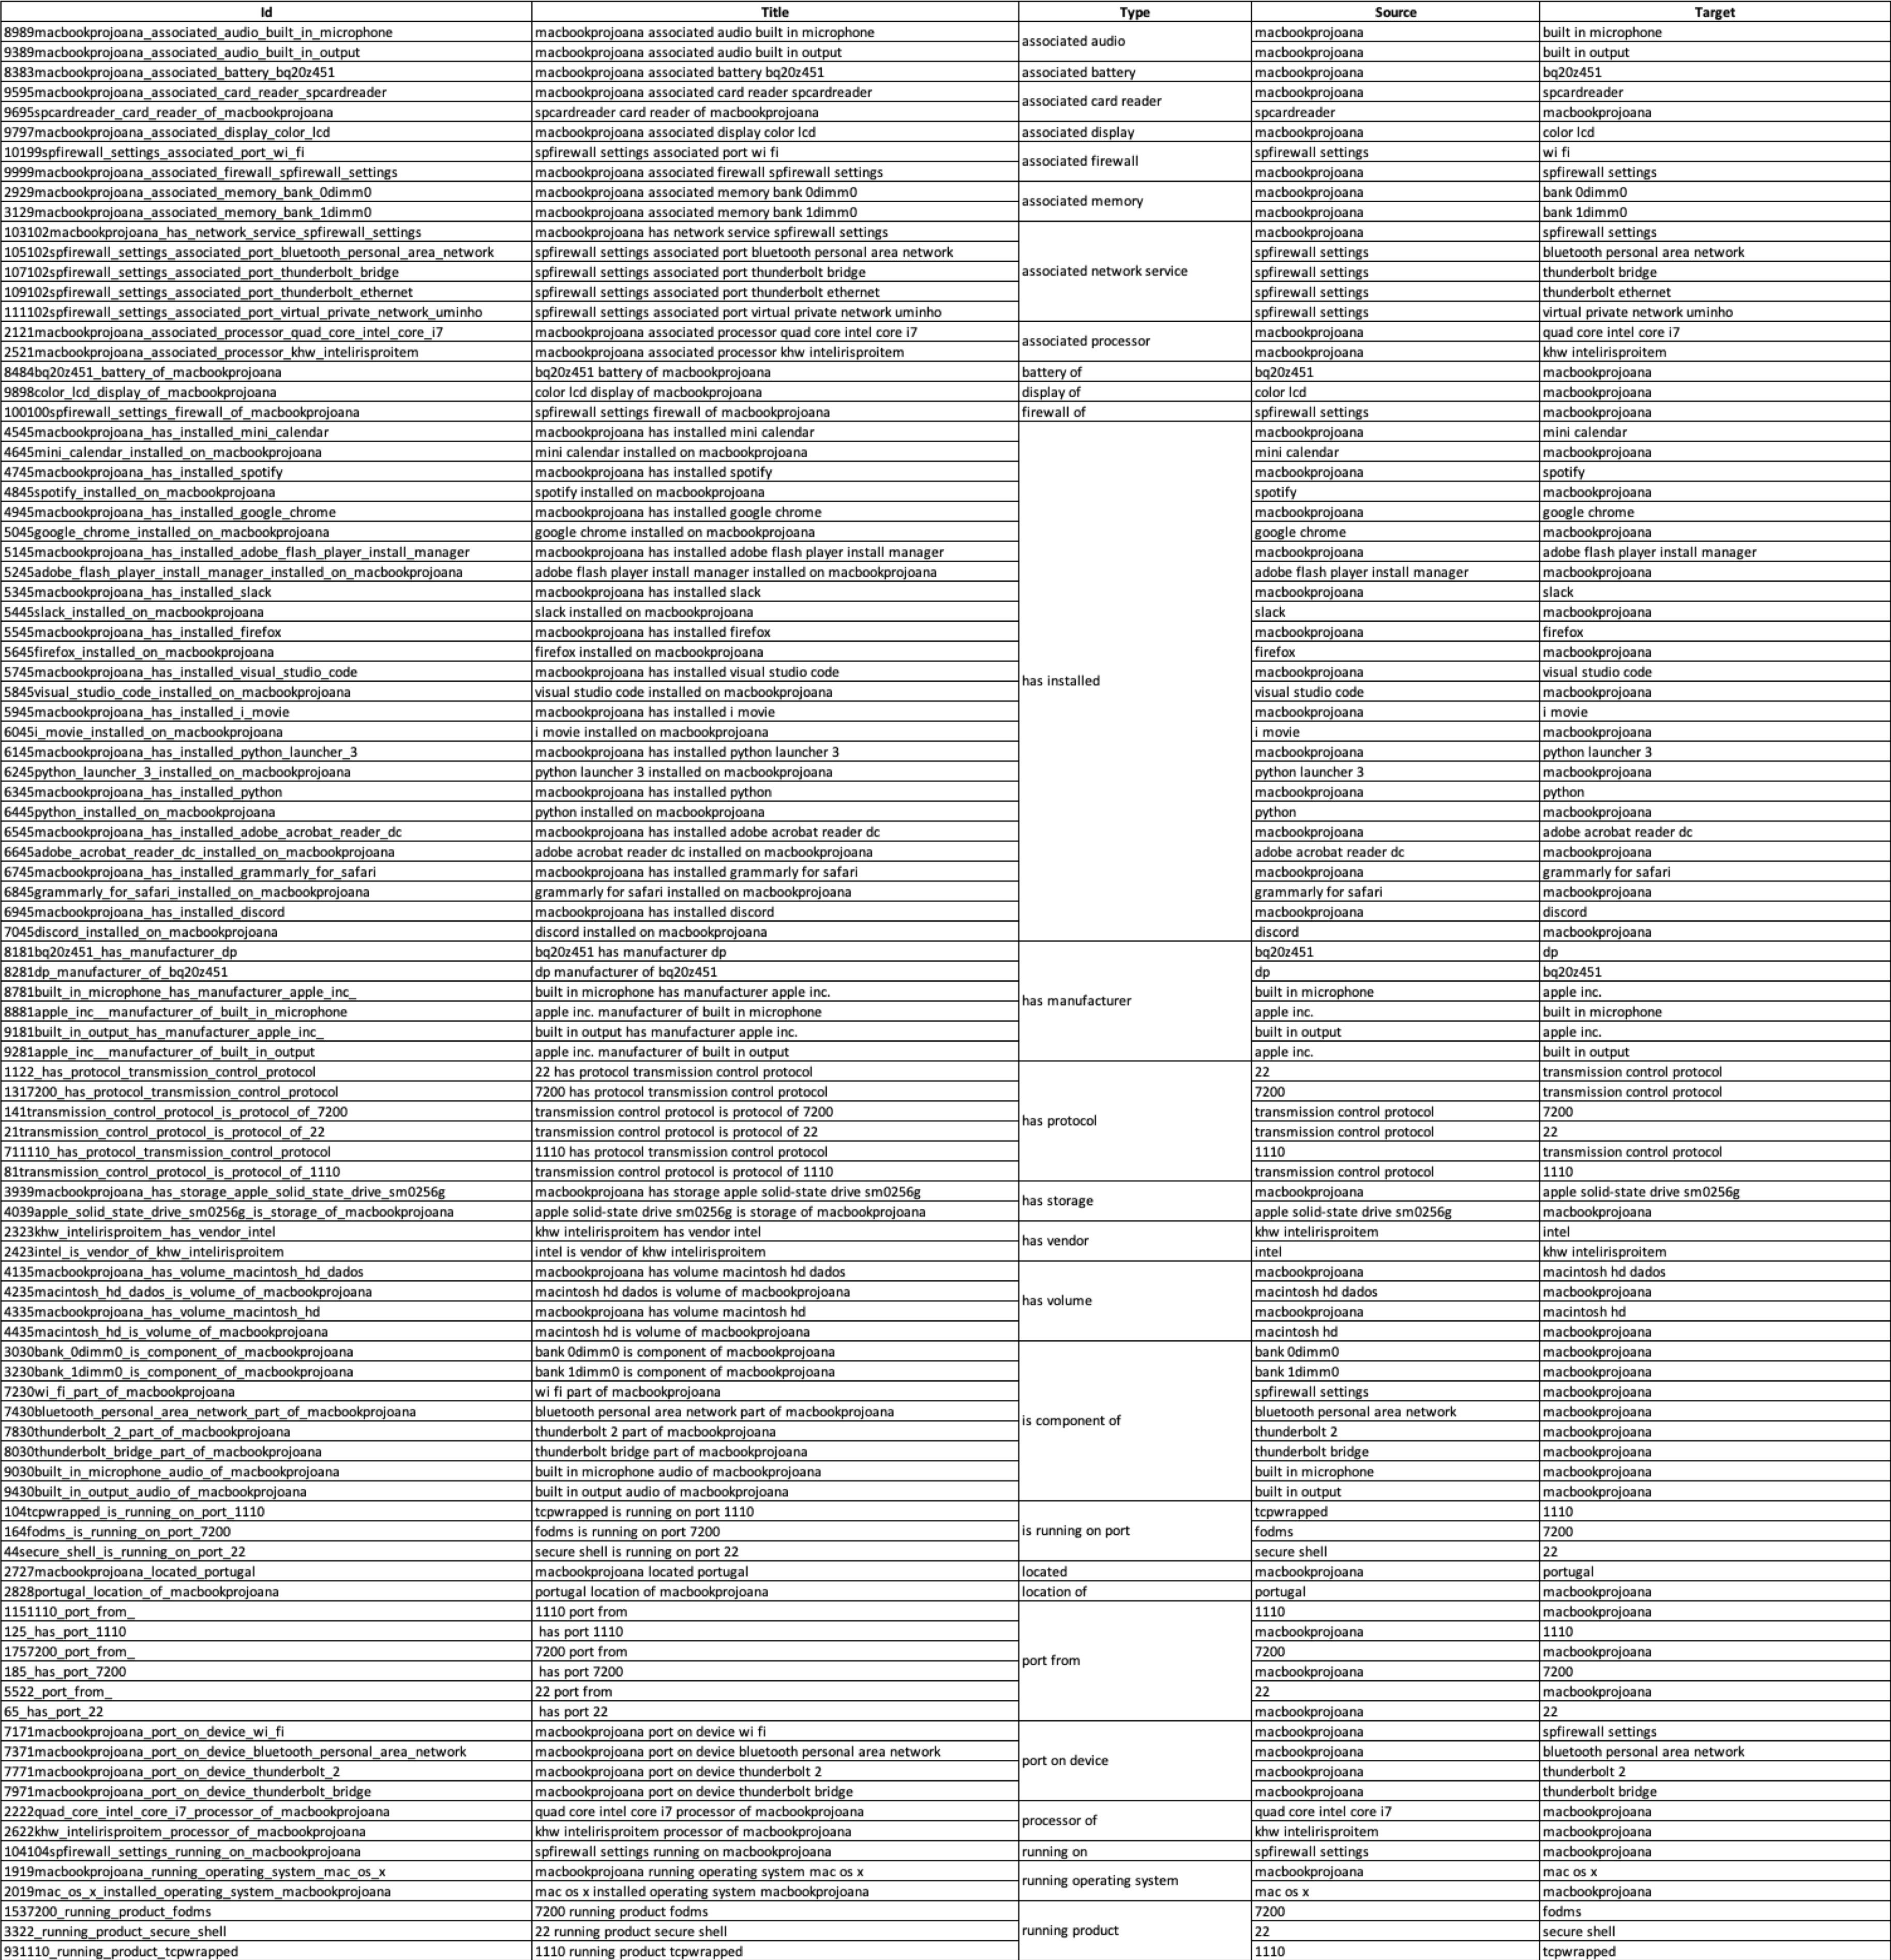 Id Title Type Source Target
8989macbookprojoana_associated_audio_built_in_microphone macbookprojoana associated audio built in microphone associated audio macbookprojoana built in microphone
9389macbookprojoana_associated_audio_built_in_output macbookprojoana associated audio built in output macbookprojoana built in output
8383macbookprojoana_associated_battery_bq20z451 macbookprojoana associated battery bq20z451 associated battery macbookprojoana bq20z451
9595macbookprojoana_associated_card_reader_spcardreader macbookprojoana associated card reader spcardreader associated card reader macbookprojoana spcardreader
9695spcardreader_card_reader_of_macbookprojoana spcardreader card reader of macbookprojoana spcardreader macbookprojoana
9797macbookprojoana_associated_display_color_lcd macbookprojoana associated display color lcd associated display macbookprojoana color lcd
10199spfirewall_settings_associated_port_wi_fi spfirewall settings associated port wi fi associated firewall spfirewall settings wi fi
9999macbookprojoana_associated_firewall_spfirewall_settings macbookprojoana associated firewall spfirewall settings macbookprojoana spfirewall settings
2929macbookprojoana_associated_memory_bank_0dimm0 macbookprojoana associated memory bank 0dimm0 associated memory macbookprojoana bank 0dimm0
3129macbookprojoana_associated_memory_bank_1dimm0 macbookprojoana associated memory bank 1dimm0 macbookprojoana bank 1dimm0
103102macbookprojoana_has_network_service_spfirewall_settings macbookprojoana has network service spfirewall settings macbookprojoana spfirewall settings
105102spfirewall_settings_associated_port_bluetooth_personal_area_network spfirewall settings associated port bluetooth personal area network spfirewall settings bluetooth personal area network
107102spfirewall_settings_associated_port_thunderbolt_bridge spfirewall settings associated port thunderbolt bridge associated network service spfirewall settings thunderbolt bridge
109102spfirewall_settings_associated_port_thunderbolt_ethernet spfirewall settings associated port thunderbolt ethernet spfirewall settings thunderbolt ethernet
111102spfirewall_settings_associated_port_virtual_private_network_uminho spfirewall settings associated port virtual private network uminho spfirewall settings virtual private network uminho
2121macbookprojoana_associated_processor_quad_core_intel_core_i7 macbookprojoana associated processor quad core intel core i7 associated processor macbookprojoana quad core intel core i7
2521macbookprojoana_associated_processor_khw_intelirisproitem macbookprojoana associated processor khw intelirisproitem macbookprojoana khw intelirisproitem
8484bq20z451_battery_of_macbookprojoana bq20z451 battery of macbookprojoana battery of bq20z451 macbookprojoana
9898color_lcd_display_of_macbookprojoana color lcd display of macbookprojoana display of color lcd macbookprojoana
100100spfirewall_settings_firewall_of_macbookprojoana spfirewall settings firewall of macbookprojoana firewall of spfirewall settings macbookprojoana
4545macbookprojoana_has_installed_mini_calendar macbookprojoana has installed mini calendar macbookprojoana mini calendar
4645mini_calendar_installed_on_macbookprojoana mini calendar installed on macbookprojoana mini calendar macbookprojoana
4745macbookprojoana_has_installed_spotify macbookprojoana has installed spotify macbookprojoana spotify
4845spotify_installed_on_macbookprojoana spotify installed on macbookprojoana spotify macbookprojoana
4945macbookprojoana_has_installed_google_chrome macbookprojoana has installed google chrome macbookprojoana google chrome
5045google_chrome_installed_on_macbookprojoana google chrome installed on macbookprojoana google chrome macbookprojoana
5145macbookprojoana_has_installed_adobe_flash_player_install_manager macbookprojoana has installed adobe flash player install manager macbookprojoana adobe flash player install manager
5245adobe_flash_player_install_manager_installed_on_macbookprojoana adobe flash player install manager installed on macbookprojoana adobe flash player install manager macbookprojoana
5345macbookprojoana_has_installed_slack macbookprojoana has installed slack macbookprojoana slack
5445slack_installed_on_macbookprojoana slack installed on macbookprojoana slack macbookprojoana
5545macbookprojoana_has_installed_firefox macbookprojoana has installed firefox macbookprojoana firefox
5645firefox_installed_on_macbookprojoana firefox installed on macbookprojoana firefox macbookprojoana
5745macbookprojoana_has_installed_visual_studio_code macbookprojoana has installed visual studio code macbookprojoana visual studio code
5845visual_studio_code_installed_on_macbookprojoana visual studio code installed on macbookprojoana has installed visual studio code macbookprojoana
5945macbookprojoana_has_installed_i_movie macbookprojoana has installed i movie macbookprojoana i movie
6045i_movie_installed_on_macbookprojoana i movie installed on macbookprojoana i movie macbookprojoana
6145macbookprojoana_has_installed_python_launcher_3 macbookprojoana has installed python launcher 3 macbookprojoana python launcher 3
6245python_launcher_3_installed_on_macbookprojoana python launcher 3 installed on macbookprojoana python launcher 3 macbookprojoana
6345macbookprojoana_has_installed_python macbookprojoana has installed python macbookprojoana python
6445python_installed_on_macbookprojoana python installed on macbookprojoana python macbookprojoana
6545macbookprojoana_has_installed_adobe_acrobat_reader_dc macbookprojoana has installed adobe acrobat reader dc macbookprojoana adobe acrobat reader dc
6645adobe_acrobat_reader_dc_installed_on_macbookprojoana adobe acrobat reader dc installed on macbookprojoana adobe acrobat reader dc macbookprojoana
6745macbookprojoana_has_installed_grammarly_for_safari macbookprojoana has installed grammarly for safari macbookprojoana grammarly for safari
6845grammarly_for_safari_installed_on_macbookprojoana grammarly for safari installed on macbookprojoana grammarly for safari macbookprojoana
6945macbookprojoana_has_installed_discord macbookprojoana has installed discord macbookprojoana discord
7045discord_installed_on_macbookprojoana discord installed on macbookprojoana discord macbookprojoana
8181bq20z451_has_manufacturer_dp bq20z451 has manufacturer dp bq20z451 dp
8281dp_manufacturer_of_bq20z451 dp manufacturer of bq20z451 dp bq20z451
8781built_in_microphone_has_manufacturer_apple_inc_ built in microphone has manufacturer apple inc. has manufacturer built in microphone apple inc.
8881apple_inc__manufacturer_of_built_in_microphone apple inc. manufacturer of built in microphone apple inc. built in microphone
9181built_in_output_has_manufacturer_apple_inc_ built in output has manufacturer apple inc. built in output apple inc.
9281apple_inc__manufacturer_of_built_in_output apple inc. manufacturer of built in output apple inc. built in output
1122_has_protocol_transmission_control_protocol 22 has protocol transmission control protocol 22 transmission control protocol
1317200_has_protocol_transmission_control_protocol 7200 has protocol transmission control protocol 7200 transmission control protocol
141transmission_control_protocol_is_protocol_of_7200 transmission control protocol is protocol of 7200 has protocol transmission control protocol 7200
21transmission_control_protocol_is_protocol_of_22 transmission control protocol is protocol of 22 transmission control protocol 22
711110_has_protocol_transmission_control_protocol 1110 has protocol transmission control protocol 1110 transmission control protocol
81transmission_control_protocol_is_protocol_of_1110 transmission control protocol is protocol of 1110 transmission control protocol 1110
3939macbookprojoana_has_storage_apple_solid_state_drive_sm0256g macbookprojoana has storage apple solid-state drive sm0256g has storage macbookprojoana apple solid-state drive sm0256g
4039apple_solid_state_drive_sm0256g_is_storage_of_macbookprojoana apple solid-state drive sm0256g is storage of macbookprojoana apple solid-state drive sm0256g macbookprojoana
2323khw_intelirisproitem_has_vendor_intel khw intelirisproitem has vendor intel has vendor khw intelirisproitem intel
2423intel_is_vendor_of_khw_intelirisproitem intel is vendor of khw intelirisproitem intel khw intelirisproitem
4135macbookprojoana_has_volume_macintosh_hd_dados macbookprojoana has volume macintosh hd dados macbookprojoana macintosh hd dados
4235macintosh_hd_dados_is_volume_of_macbookprojoana macintosh hd dados is volume of macbookprojoana has volume macintosh hd dados macbookprojoana
4335macbookprojoana_has_volume_macintosh_hd macbookprojoana has volume macintosh hd macbookprojoana macintosh hd
4435macintosh_hd_is_volume_of_macbookprojoana macintosh hd is volume of macbookprojoana macintosh hd macbookprojoana
3030bank_0dimm0_is_component_of_macbookprojoana bank 0dimm0 is component of macbookprojoana bank 0dimm0 macbookprojoana
3230bank_1dimm0_is_component_of_macbookprojoana bank 1dimm0 is component of macbookprojoana bank 1dimm0 macbookprojoana
7230wi_fi_part_of_macbookprojoana wi fi part of macbookprojoana spfirewall settings macbookprojoana
7430bluetooth_personal_area_network_part_of_macbookprojoana bluetooth personal area network part of macbookprojoana is component of bluetooth personal area network macbookprojoana
7830thunderbolt_2_part_of_macbookprojoana thunderbolt 2 part of macbookprojoana thunderbolt 2 macbookprojoana
8030thunderbolt_bridge_part_of_macbookprojoana thunderbolt bridge part of macbookprojoana thunderbolt bridge macbookprojoana
9030built_in_microphone_audio_of_macbookprojoana built in microphone audio of macbookprojoana built in microphone macbookprojoana
9430built_in_output_audio_of_macbookprojoana built in output audio of macbookprojoana built in output macbookprojoana
104tcpwrapped_is_running_on_port_1110 tcpwrapped is running on port 1110 tcpwrapped 1110
164fodms_is_running_on_port_7200 fodms is running on port 7200 is running on port fodms 7200
44secure_shell_is_running_on_port_22 secure shell is running on port 22 secure shell 22
2727macbookprojoana_located_portugal macbookprojoana located portugal located macbookprojoana portugal
2828portugal_location_of_macbookprojoana portugal location of macbookprojoana location of portugal macbookprojoana
1151110_port_from_ 1110 port from 1110 macbookprojoana
125_has_port_1110 has port 1110 macbookprojoana 1110
1757200_port_from_ 7200 port from port from 7200 macbookprojoana
185_has_port_7200 has port 7200 macbookprojoana 7200
5522_port_from_ 22 port from 22 macbookprojoana
65_has_port_22 has port 22 macbookprojoana 22
7171macbookprojoana_port_on_device_wi_fi macbookprojoana port on device wi fi macbookprojoana spfirewall settings
7371macbookprojoana_port_on_device_bluetooth_personal_area_network macbookprojoana port on device bluetooth personal area network port on device macbookprojoana bluetooth personal area network
7771macbookprojoana_port_on_device_thunderbolt_2 macbookprojoana port on device thunderbolt 2 macbookprojoana thunderbolt 2
7971macbookprojoana_port_on_device_thunderbolt_bridge macbookprojoana port on device thunderbolt bridge macbookprojoana thunderbolt bridge
2222quad_core_intel_core_i7_processor_of_macbookprojoana quad core intel core i7 processor of macbookprojoana processor of quad core intel core i7 macbookprojoana
2622khw_intelirisproitem_processor_of_macbookprojoana khw intelirisproitem processor of macbookprojoana khw intelirisproitem macbookprojoana
104104spfirewall_settings_running_on_macbookprojoana spfirewall settings running on macbookprojoana running on spfirewall settings macbookprojoana
1919macbookprojoana_running_operating_system_mac_os_x macbookprojoana running operating system mac os x running operating system macbookprojoana mac os x
2019mac_os_x_installed_operating_system_macbookprojoana mac os x installed operating system macbookprojoana mac os x macbookprojoana
1537200_running_product_fodms 7200 running product fodms 7200 fodms
3322_running_product_secure_shell 22 running product secure shell running product 22 secure shell
931110_running_product_tcpwrapped 1110 running product tcpwrapped 1110 tcpwrapped